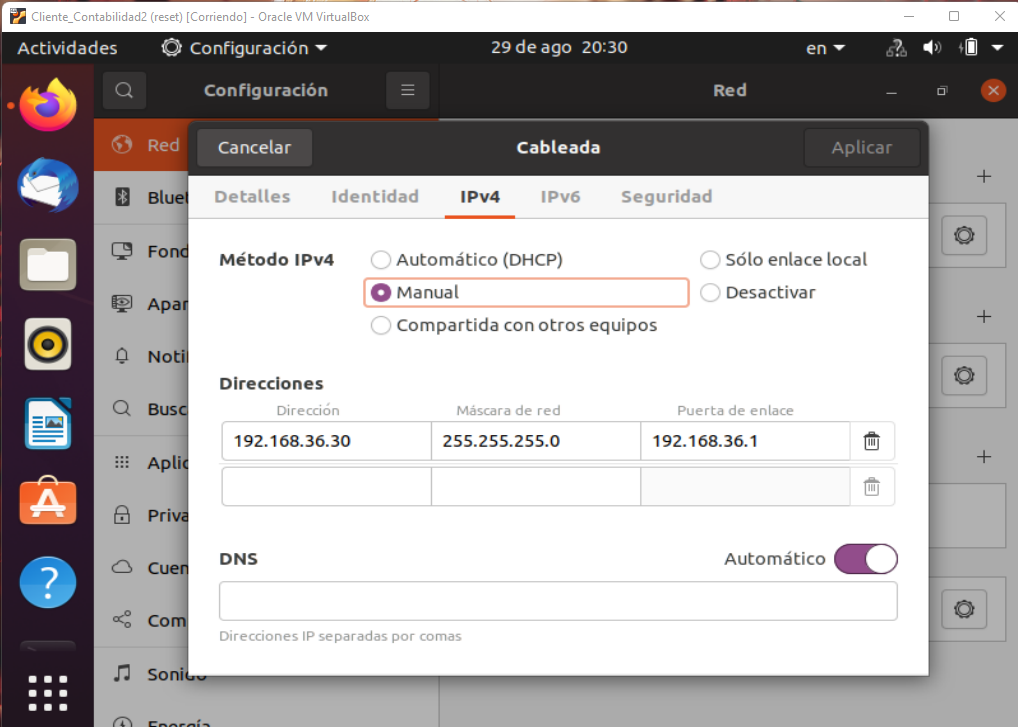 Cliente_Contabilidad2 (reset) [Corriendo] - Oracle VM VirtualBox
Actividades Configuración 29 de ago 20:30 en
Configuración Red
Red
Cancelar Cableada Aplicar
Detalles Identidad IPv4 IPv6 Seguridad
Método IPv4 Automático (DHCP) Sólo enlace local
Manual Desactivar
Compartida con otros equipos
Direcciones
Dirección Máscara de red Puerta de enlace
192.168.36.30 255.255.255.0 192.168.36.1
DNS Automático
Direcciones IP separadas por comas
Bluet
Fond
Apar
Notif
Busc
Aplic
Priva
Cuen
Com
Sonido
Energía